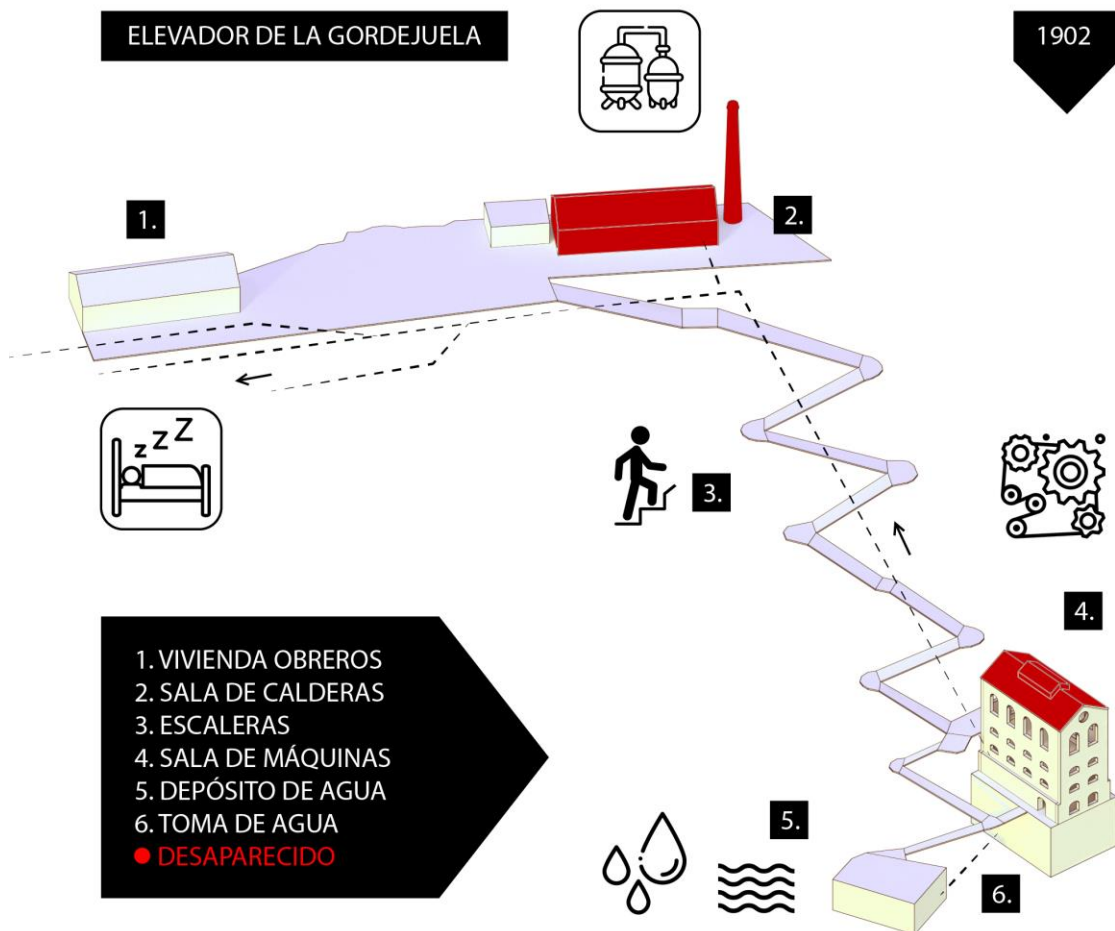 ELEVADOR DE LA GORDEJUELA
1902
1.
2.
z z Z
3.
4.
1. VIVIENDA OBREROS
2. SALA DE CALDERAS
3. ESCALERAS
4. SALA DE MÁQUINAS
5. DEPÓSITO DE AGUA
6. TOMA DE AGUA
DESAPARECIDO
5.
6.